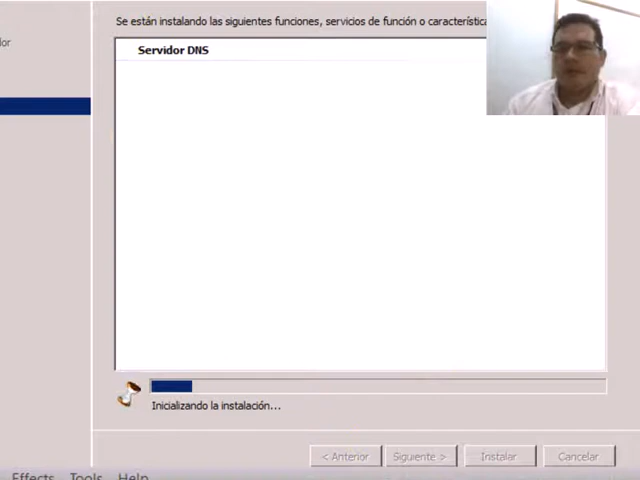 Se están instalando las siguientes funciones, servicios de función o característica
dor
Servidor DNS
Inicializando la instalación...
< Anterior
Siguiente >
Instalar
Cancelar
Effects Tools Help